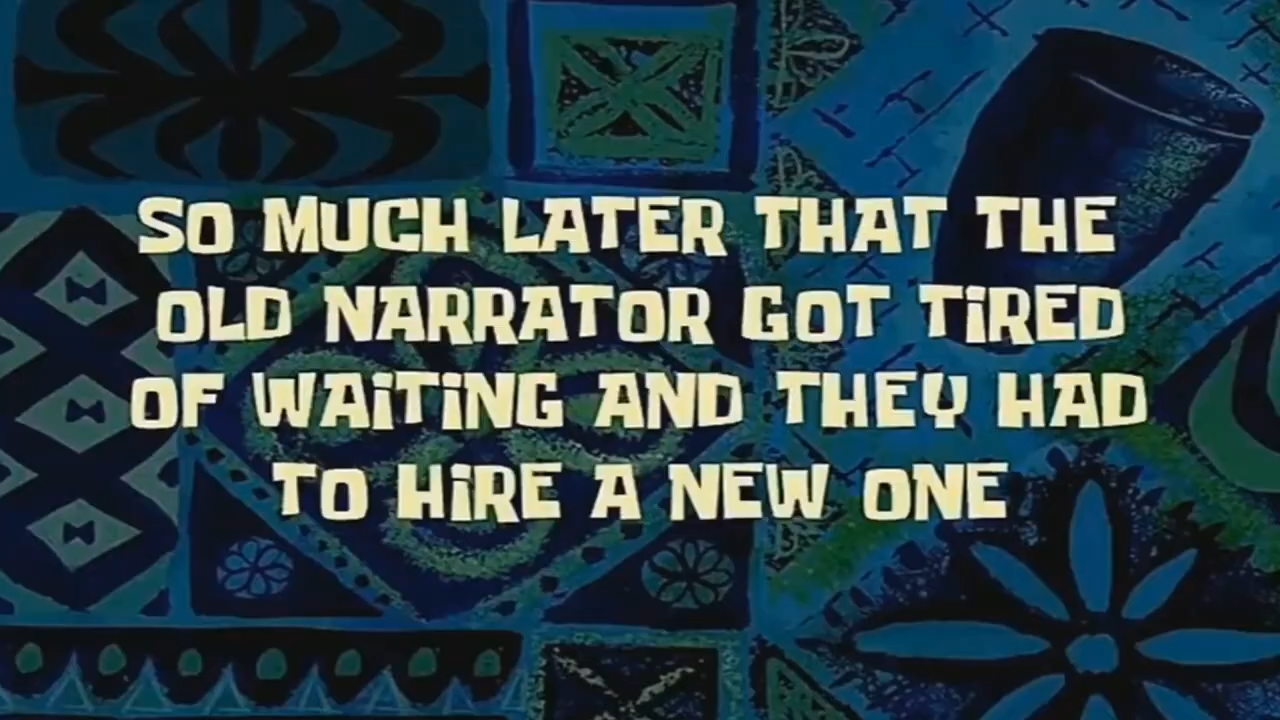 SO MUCH LATER THAT THE
OLD NARRATOR GOT TiRED
OF WAiTiNG AND THEY HAD
TO HiRE A NEW ONE